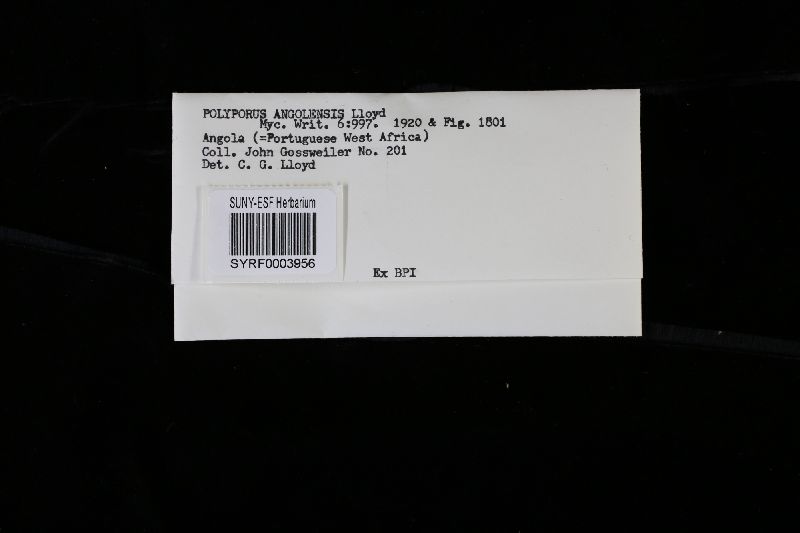 POLYPORUS ANGOLENSIS Lloyd
Myc. Writ. 6:997. 1920 & Fig. 1801
Angola (=Portuguese West Africa)
Coll. John Gossweiler No. 201
Det. C. G. Lloyd
SUNY-ESF Herbarium
SYRF0003956
Ex BPI